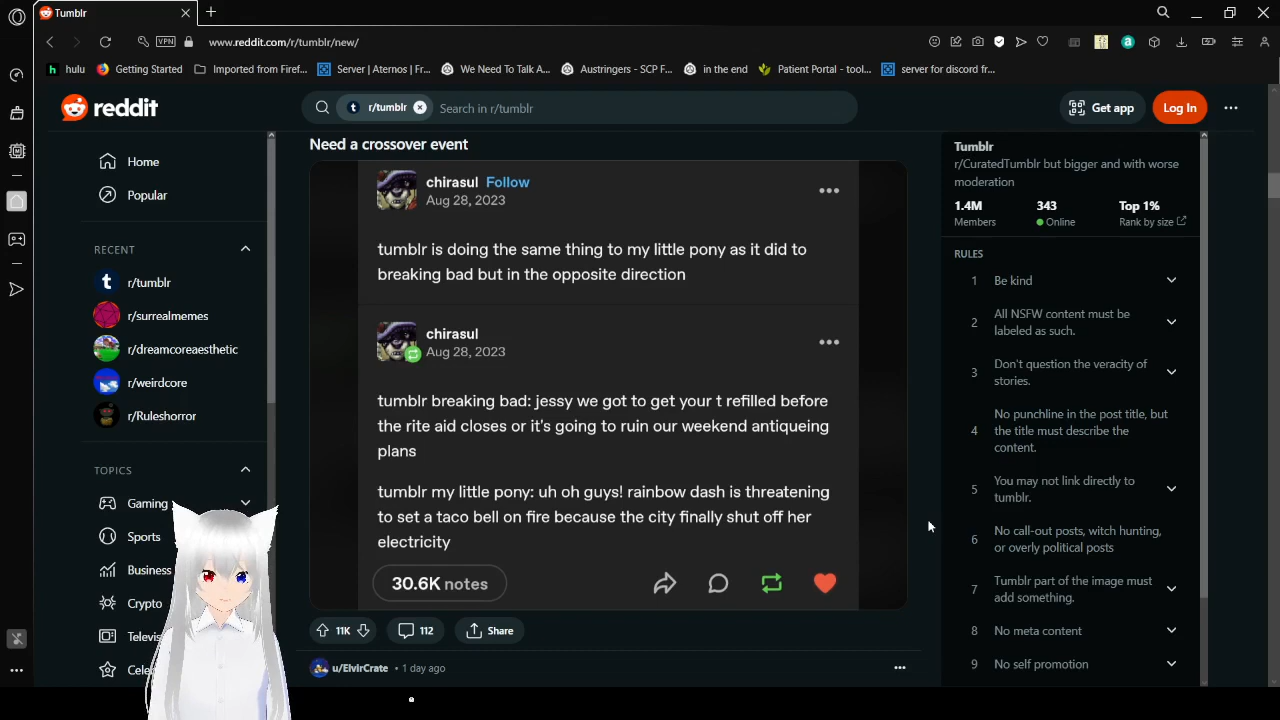 Tumblr
VPN
www.reddit.com/r/tumblr/new/
hulu
Getting Started
Imported from Firef...
Server | Aternos | Fr...
We Need To Talk A...
Austringers - SCP F...
in the end
Patient Portal - tool...
server for discord fr...
reddit
r/tumblr
Search in r/tumblr
Get app
Log In
Home
Popular
RECENT
r/tumblr
r/surrealmemes
r/dreamcoreaesthetic
r/weirdcore
r/Ruleshorror
TOPICS
Gaming
Sports
Business
Crypto
Televis
Cele
Need a crossover event
chirasul Follow
Aug 28, 2023
tumblr is doing the same thing to my little pony as it did to
breaking bad but in the opposite direction
chirasul
Aug 28, 2023
tumblr breaking bad: jessy we got to get your t refilled before
the rite aid closes or it's going to ruin our weekend antiqueing
plans
tumblr my little pony: uh oh guys! rainbow dash is threatening
to set a taco bell on fire because the city finally shut off her
electricity
30.6K notes
11K
112
Share
u/ElvirCrate • 1 day ago
Tumblr
r/CuratedTumblr but bigger and with worse
moderation
1.4M 343 Top 1%
Members Online Rank by size
RULES
1 Be kind
2 All NSFW content must be
labeled as such.
3 Don't question the veracity of
stories.
4 No punchline in the post title, but
the title must describe the
content.
5 You may not link directly to
tumblr.
6 No call-out posts, witch hunting,
or overly political posts
7 Tumblr part of the image must
add something.
8 No meta content
9 No self promotion